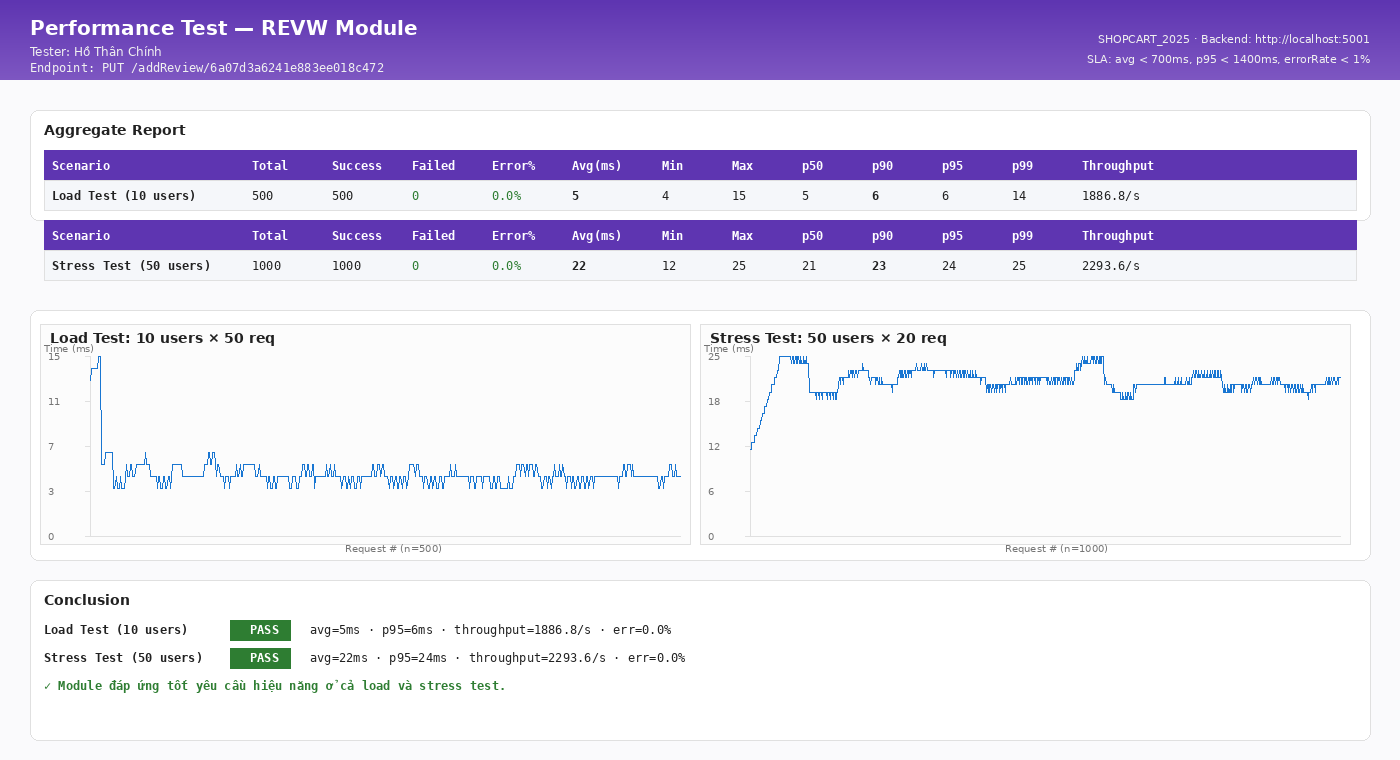 Performance Test — REVW Module
Tester: Hồ Thân Chính
Endpoint: PUT /addReview/6a07d3a6241e883ee018c472
SHOPCART_2025 · Backend: http://localhost:5001
SLA: avg < 700ms, p95 < 1400ms, errorRate < 1%
Aggregate Report
Scenario Total Success Failed Error% Avg(ms) Min Max p50 p90 p95 p99 Throughput
Load Test (10 users) 500 500 0 0.0% 5 4 15 5 6 6 14 1886.8/s
Scenario Total Success Failed Error% Avg(ms) Min Max p50 p90 p95 p99 Throughput
Stress Test (50 users) 1000 1000 0 0.0% 22 12 25 21 23 24 25 2293.6/s
Load Test: 10 users × 50 req
Time (ms)
15
11
7
3
0
Request # (n=500)
Stress Test: 50 users × 20 req
Time (ms)
25
18
12
6
0
Request # (n=1000)
Conclusion
Load Test (10 users) PASS avg=5ms · p95=6ms · throughput=1886.8/s · err=0.0%
Stress Test (50 users) PASS avg=22ms · p95=24ms · throughput=2293.6/s · err=0.0%
✓ Module đáp ứng tốt yêu cầu hiệu năng ở cả load và stress test.